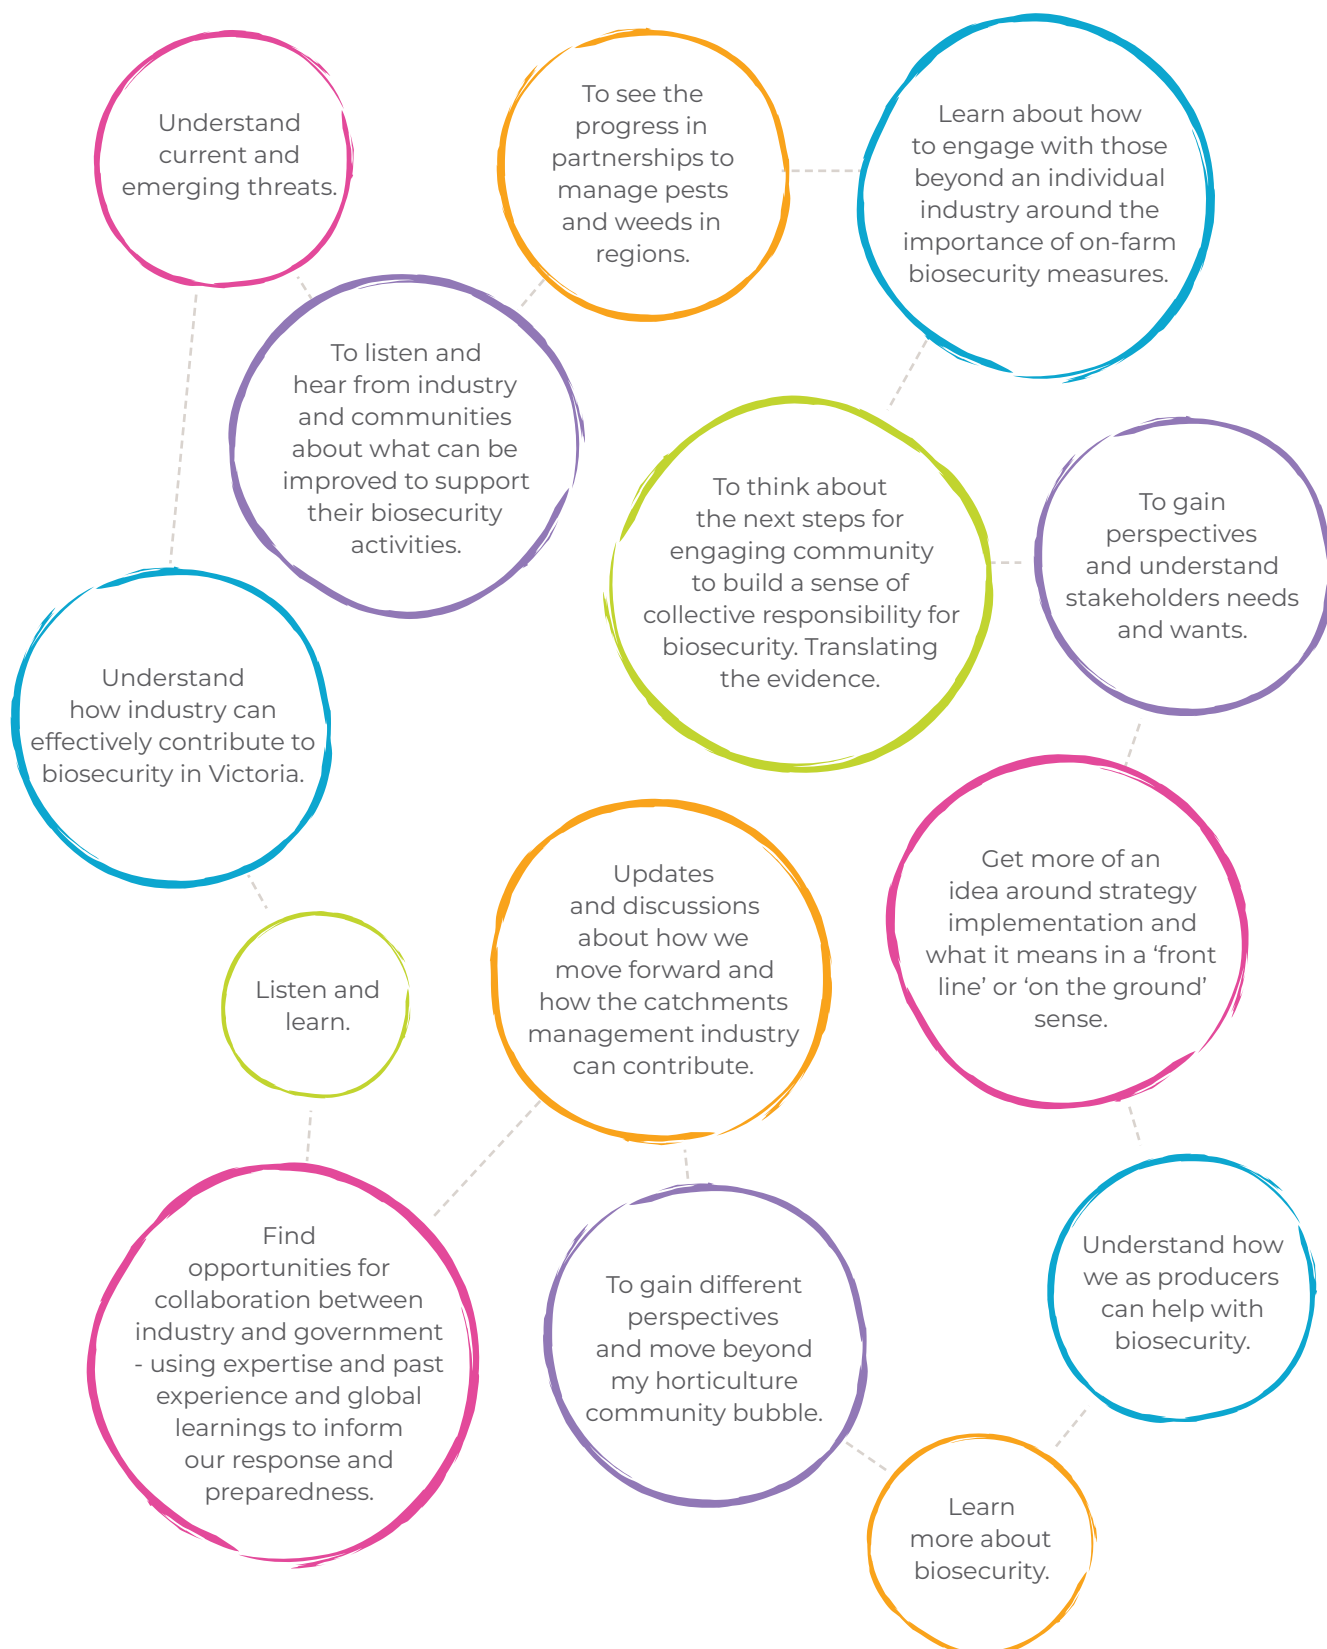 Understand
current and
emerging threats.
To see the
progress in
partnerships to
manage pests
and weeds in
regions.
Learn about how
to engage with those
beyond an individual
industry around the
importance of on-farm
biosecurity measures.
To listen and
hear from industry
and communities
about what can be
improved to support
their biosecurity
activities.
To think about
the next steps for
engaging community
to build a sense of
collective responsibility for
biosecurity. Translating
the evidence.
To gain
perspectives
and understand
stakeholders needs
and wants.
Understand
how industry can
effectively contribute to
biosecurity in Victoria.
Updates
and discussions
about how we
move forward and
how the catchments
management industry
can contribute.
Get more of an
idea around strategy
implementation and
what it means in a ‘front
line’ or ‘on the ground’
sense.
Listen and
learn.
Find
opportunities for
collaboration between
industry and government
- using expertise and past
experience and global
learnings to inform
our response and
preparedness.
To gain different
perspectives
and move beyond
my horticulture
community bubble.
Understand how
we as producers
can help with
biosecurity.
Learn
more about
biosecurity.